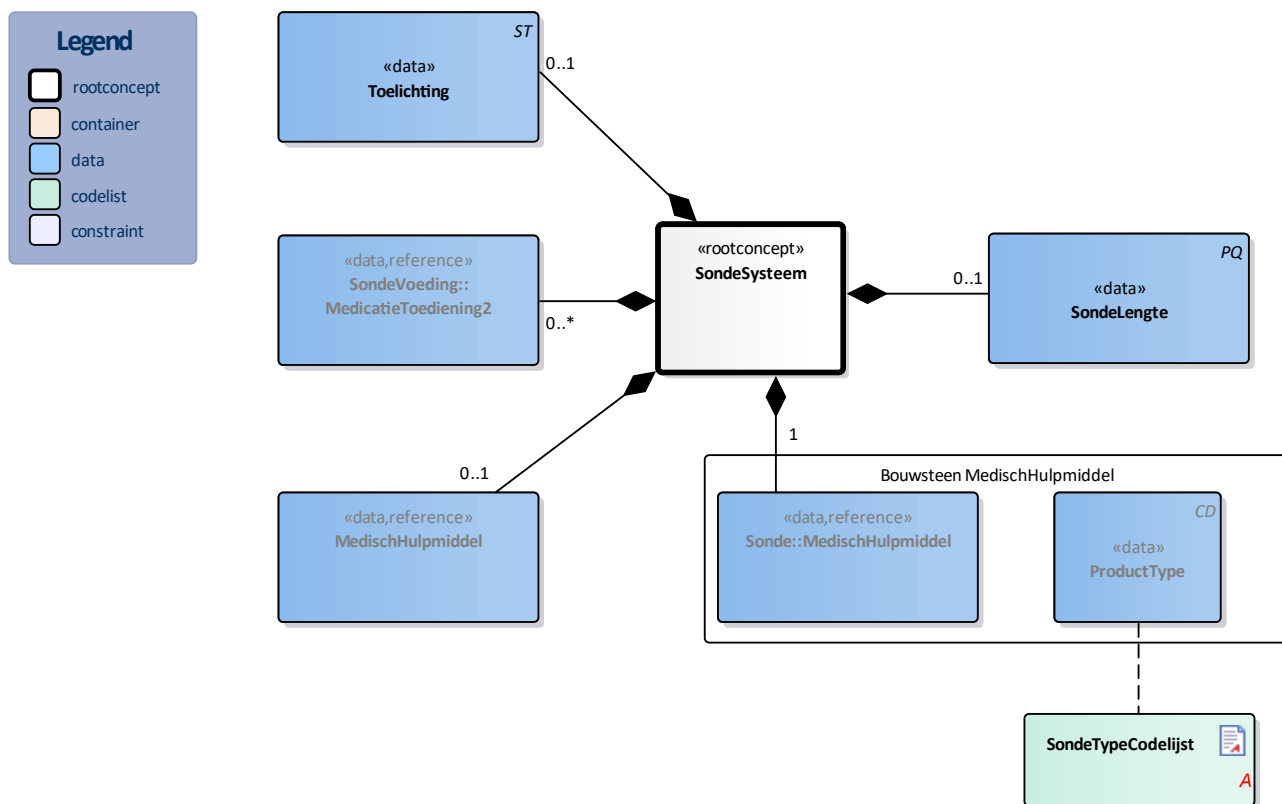 Legend
rootconcept
container
data
codelist
constraint
ST
«data»
Toelichting
0..1
«data,reference»
SondeVoeding::
MedicatieToediening2
0..*
«rootconcept»
SondeSysteem
0..1
PQ
«data»
SondeLengte
0..1
«data,reference»
MedischHulpmiddel
1
Bouwsteen MedischHulpmiddel
«data,reference»
Sonde::MedischHulpmiddel
CD
«data»
ProductType
SondeTypeCodelijst
A